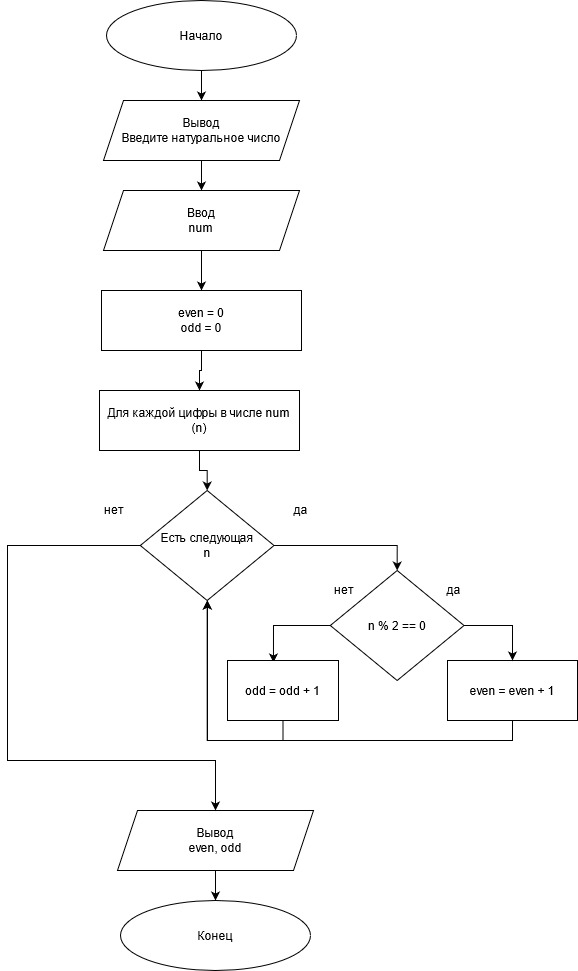 Начало
Вывод
Введите натуральное число
Ввод
num
even = 0
odd = 0
Для каждой цифры в числе num
(n)
нет
да
Есть следующая
n
нет
да
n % 2 == 0
odd = odd + 1
even = even + 1
Вывод
even, odd
Конец